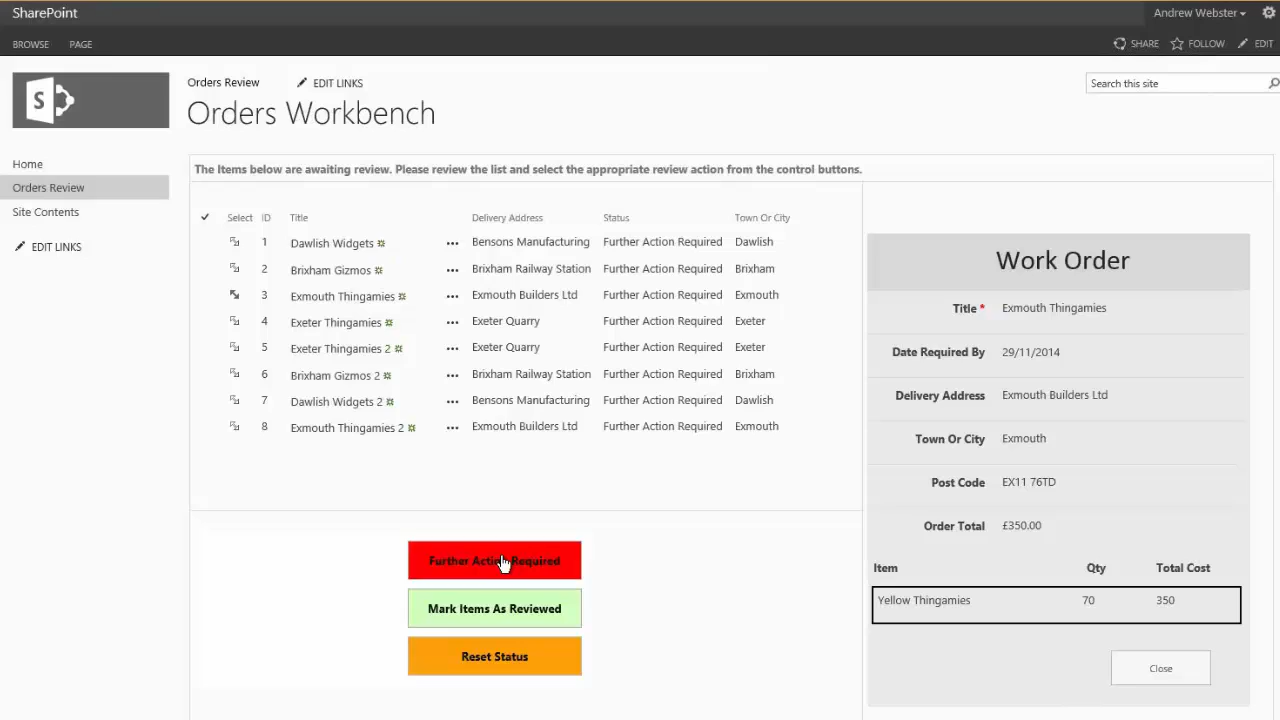 SharePoint
Andrew Webster
BROWSE PAGE
SHARE FOLLOW EDIT
S
Orders Review EDIT LINKS
Search this site
Orders Workbench
Home
Orders Review
Site Contents
EDIT LINKS
The Items below are awaiting review. Please review the list and select the appropriate review action from the control buttons.
Select ID Title Delivery Address Status Town Or City
1 Dawlish Widgets ... Bensons Manufacturing Further Action Required Dawlish
2 Brixham Gizmos ... Brixham Railway Station Further Action Required Brixham
3 Exmouth Thingamies ... Exmouth Builders Ltd Further Action Required Exmouth
4 Exeter Thingamies ... Exeter Quarry Further Action Required Exeter
5 Exeter Thingamies 2 ... Exeter Quarry Further Action Required Exeter
6 Brixham Gizmos 2 ... Brixham Railway Station Further Action Required Brixham
7 Dawlish Widgets 2 ... Bensons Manufacturing Further Action Required Dawlish
8 Exmouth Thingamies 2 ... Exmouth Builders Ltd Further Action Required Exmouth
Further Action Required
Mark Items As Reviewed
Reset Status
Work Order
Title * Exmouth Thingamies
Date Required By 29/11/2014
Delivery Address Exmouth Builders Ltd
Town Or City Exmouth
Post Code EX11 76TD
Order Total £350.00
Item Qty Total Cost
Yellow Thingamies 70 350
Close